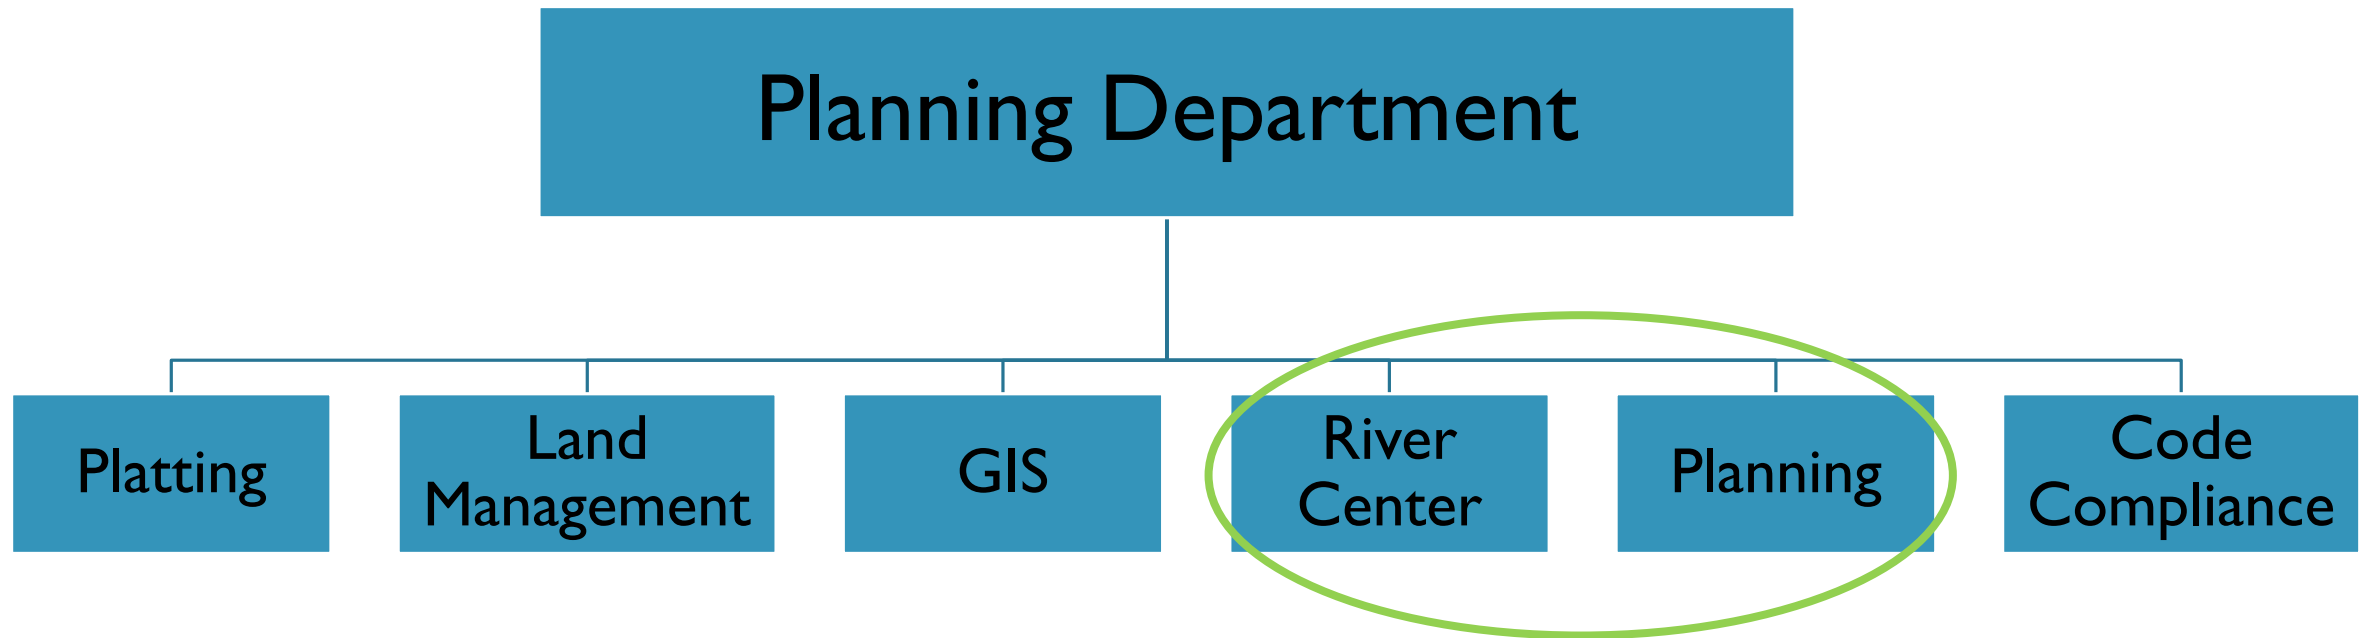 Planning Department
Platting
Land
Management
GIS
River
Center
Planning
Code
Compliance